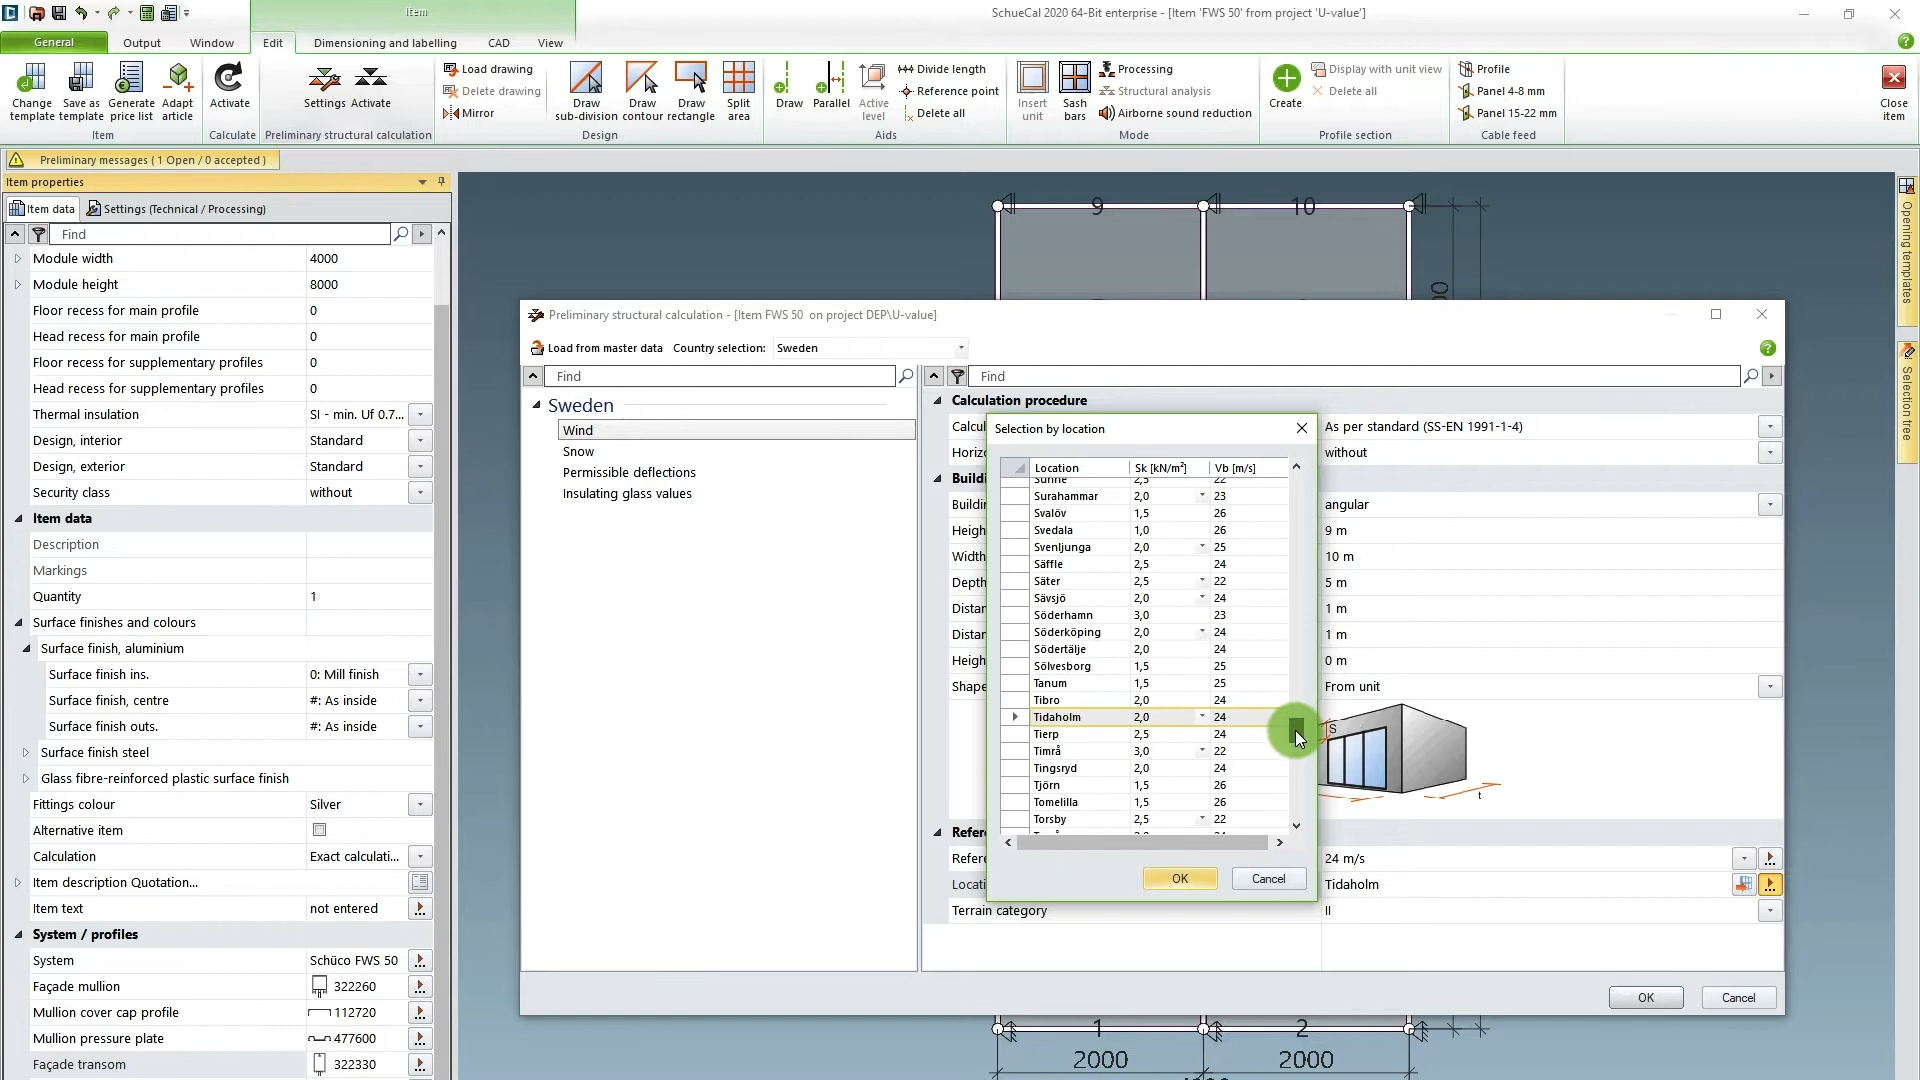 Item
SchueCal 2020 64-Bit enterprise - [Item 'FWS 50' from project 'U-value']
General
Output
Window
Edit
Dimensioning and labelling
CAD
View
Change template
Save as template
Generate price list
Adapt article
Item
Activate
Calculate
Settings
Activate
Preliminary structural calculation
Load drawing
Delete drawing
Mirror
Draw sub-division
Draw contour
Draw rectangle
Split area
Design
Draw
Parallel
Active level
Divide length
Reference point
Delete all
Aids
Insert unit
Sash bars
Processing
Structural analysis
Airborne sound reduction
Mode
Create
Display with unit view
Delete all
Profile section
Profile
Panel 4-8 mm
Panel 15-22 mm
Cable feed
Close item
Preliminary messages ( 1 Open / 0 accepted )
Item properties
Item data
Settings (Technical / Processing)
Find
Module width 4000
Module height 8000
Floor recess for main profile 0
Head recess for main profile 0
Floor recess for supplementary profiles 0
Head recess for supplementary profiles 0
Thermal insulation SI - min. Uf 0.7...
Design, interior Standard
Design, exterior Standard
Security class without
Item data
Description
Markings
Quantity 1
Surface finishes and colours
Surface finish, aluminium
Surface finish ins. 0: Mill finish
Surface finish, centre #: As inside
Surface finish outs. #: As inside
Surface finish steel
Glass fibre-reinforced plastic surface finish
Fittings colour Silver
Alternative item
Calculation Exact calculati...
Item description Quotation...
Item text not entered
System / profiles
System Schüco FWS 50
Façade mullion 322260
Mullion cover cap profile 112720
Mullion pressure plate 477600
Façade transom 322330
9 10
Preliminary structural calculation - [Item FWS 50 on project DEP\U-value]
Load from master data Country selection: Sweden
Find
Sweden
Wind
Snow
Permissible deflections
Insulating glass values
Find
Calculation procedure
Calcul As per standard (SS-EN 1991-1-4)
Horizo without
Buildi
Buildin angular
Heigh 9 m
Width 10 m
Depth 5 m
Distan 1 m
Distan 1 m
Heigh 0 m
Shape From unit
S
t
Refere
Refere 24 m/s
Locati Tidaholm
Terrain category II
Selection by location
Location Sk [kN/m²] Vb [m/s]
Sunne 2,5 22
Surahammar 2,0 23
Svalöv 1,5 26
Svedala 1,0 26
Svenljunga 2,0 25
Säffle 2,5 24
Säter 2,5 22
Sävsjö 2,0 24
Söderhamn 3,0 23
Söderköping 2,0 24
Södertälje 2,0 24
Sölvesborg 1,5 25
Tanum 1,5 25
Tibro 2,0 24
Tidaholm 2,0 24
Tierp 2,5 24
Timrå 3,0 22
Tingsryd 2,0 24
Tjörn 1,5 26
Tomelilla 1,5 26
Torsby 2,5 22
OK
Cancel
OK
Cancel
1 2
2000 2000
Opening templates
Selection tree